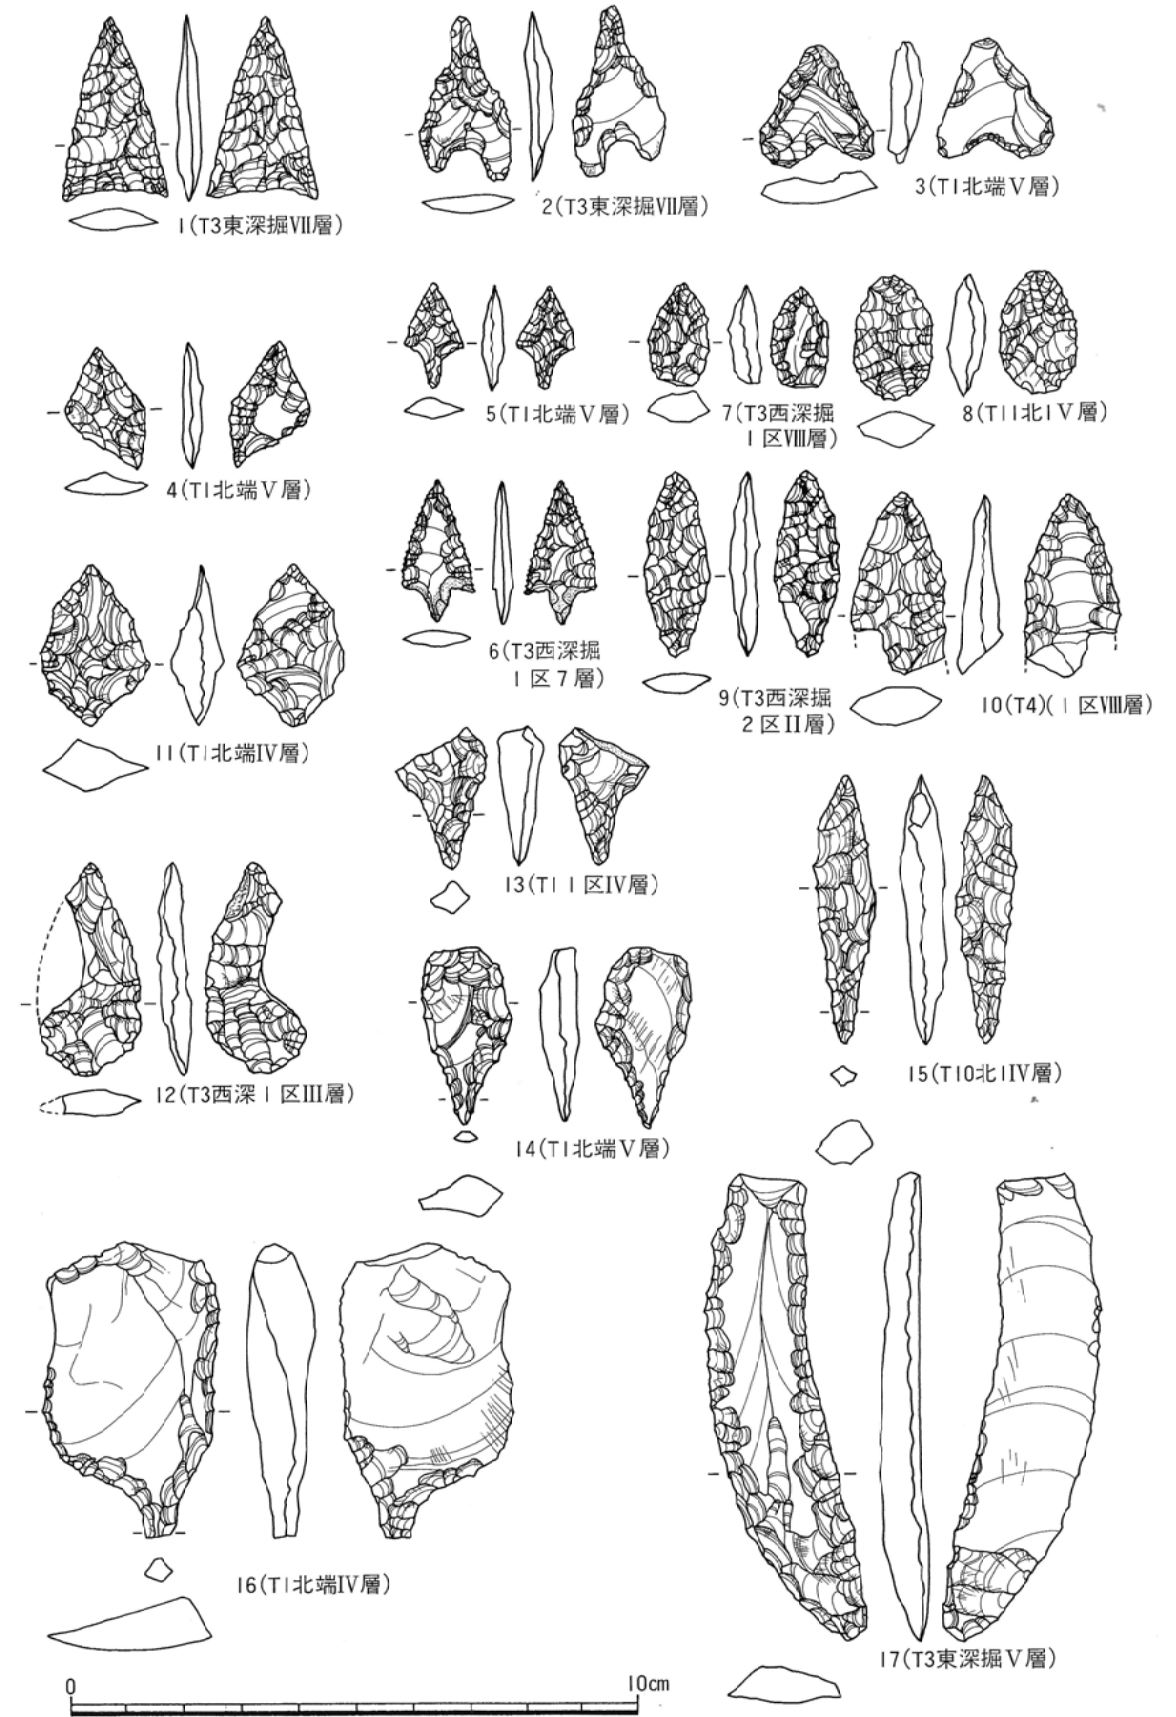 1(T3東深掘VII層)
2(T3東深掘VII層)
3(T1北端V層)
4(T1北端V層)
5(T1北端V層)
7(T3西深掘
1区VIII層)
8(T11北1V層)
6(T3西深掘
1区7層)
9(T3西深掘
2区II層)
10(T4)(1区VIII層)
11(T1北端IV層)
12(T3西深1区III層)
13(T11区IV層)
14(T1北端V層)
15(T10北1IV層)
16(T1北端IV層)
17(T3東深掘V層)
0 10cm